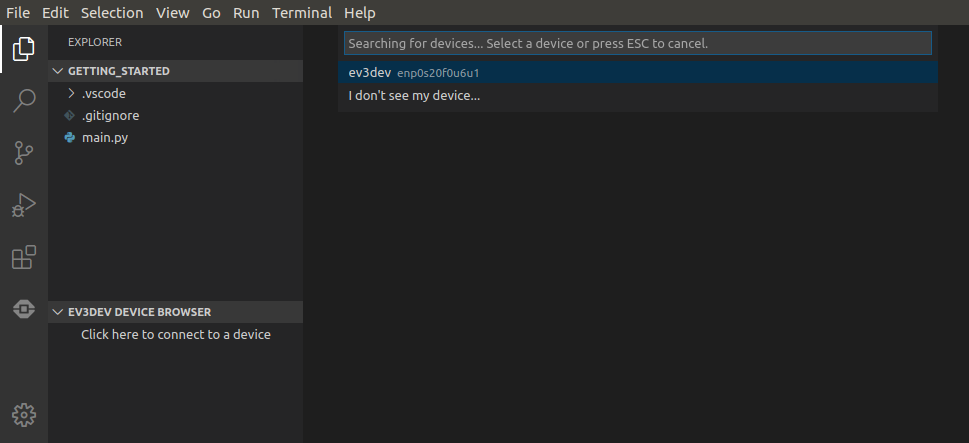 File Edit Selection View Go Run Terminal Help
EXPLORER
GETTING_STARTED
.vscode
.gitignore
main.py
EV3DEV DEVICE BROWSER
Click here to connect to a device
Searching for devices... Select a device or press ESC to cancel.
ev3dev enp0s20f0u6u1
I don't see my device...